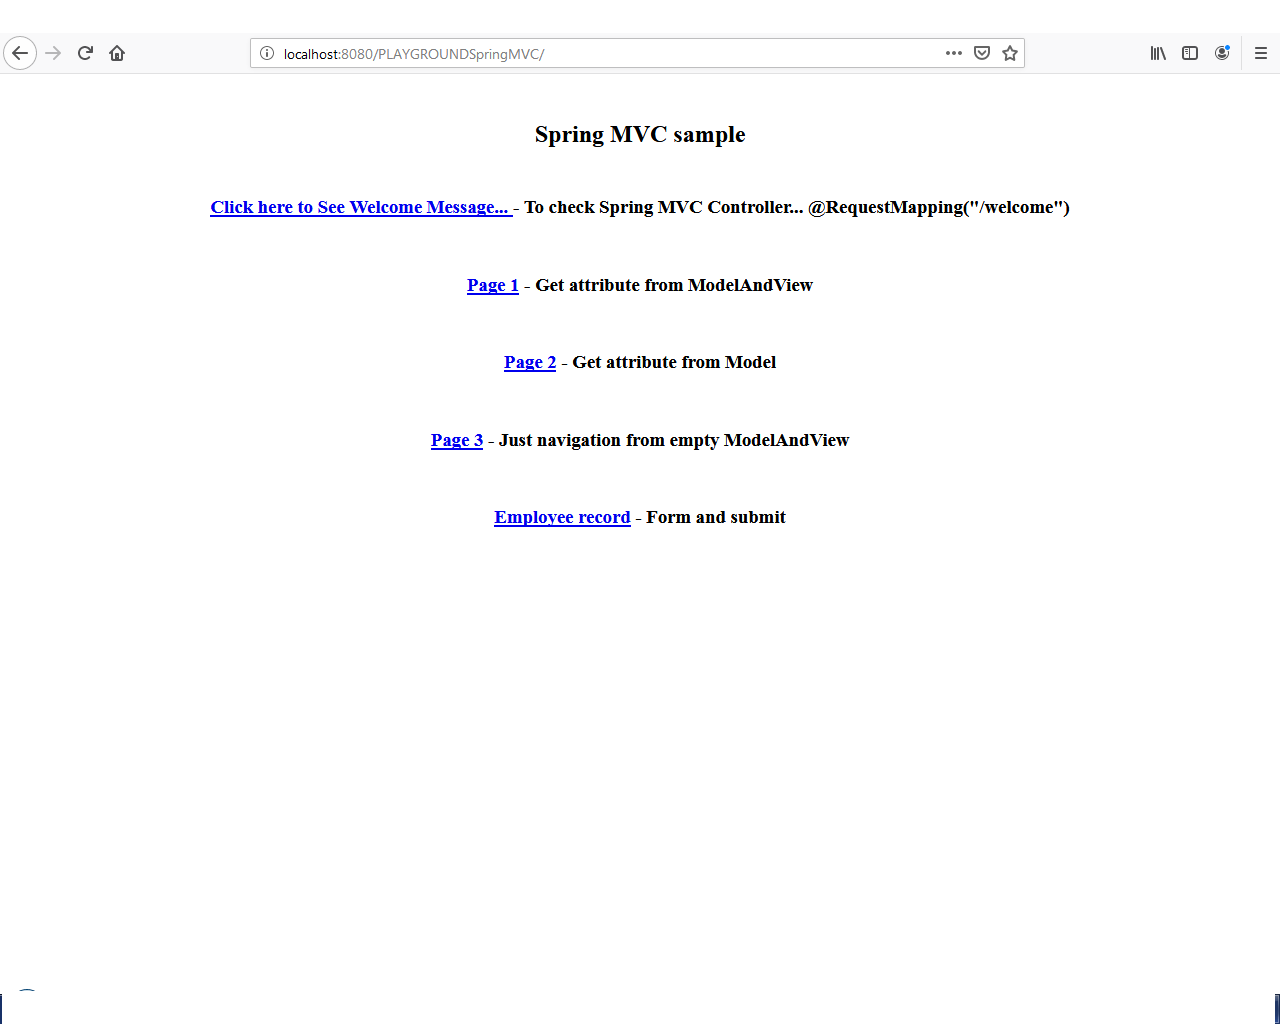 localhost:8080/PLAYGROUNDSpringMVC/
Spring MVC sample
Click here to See Welcome Message... - To check Spring MVC Controller... @RequestMapping("/welcome")
Page 1 - Get attribute from ModelAndView
Page 2 - Get attribute from Model
Page 3 - Just navigation from empty ModelAndView
Employee record - Form and submit